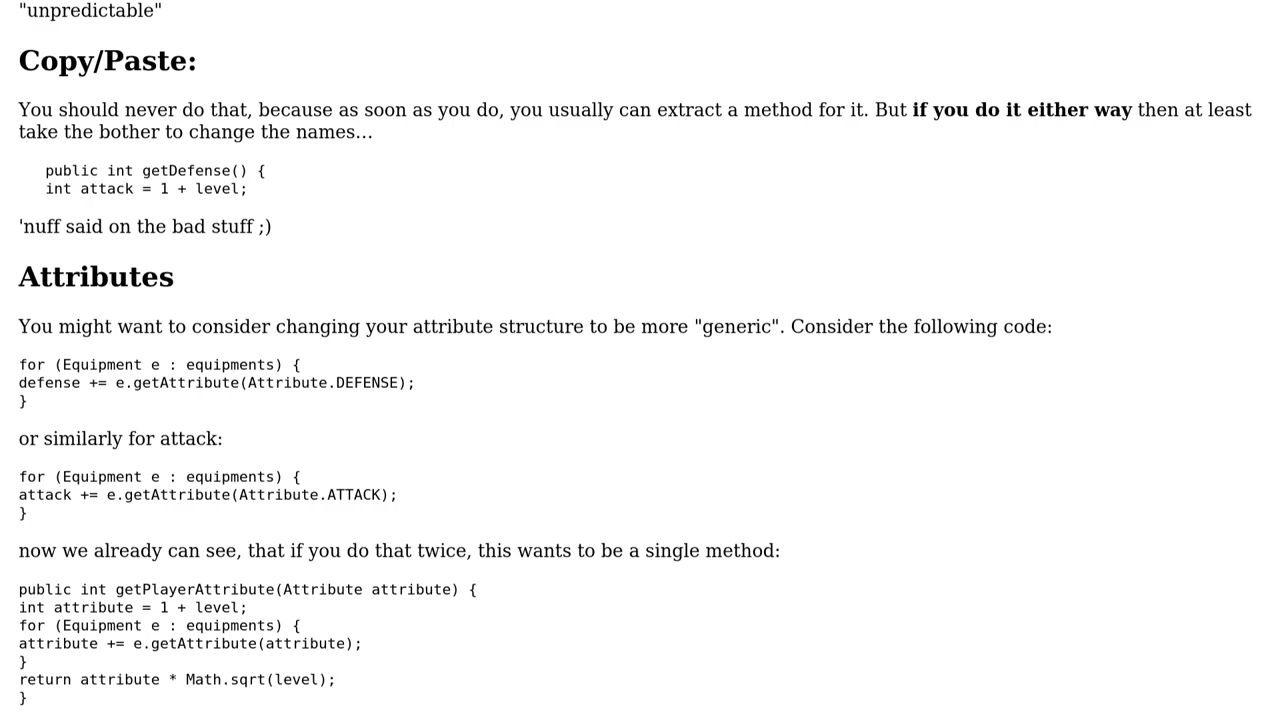 "unpredictable"
Copy/Paste:
You should never do that, because as soon as you do, you usually can extract a method for it. But if you do it either way then at least
take the bother to change the names...
public int getDefense() {
int attack = 1 + level;
'nuff said on the bad stuff ;)
Attributes
You might want to consider changing your attribute structure to be more "generic". Consider the following code:
for (Equipment e : equipments) {
defense += e.getAttribute(Attribute.DEFENSE);
}
or similarly for attack:
for (Equipment e : equipments) {
attack += e.getAttribute(Attribute.ATTACK);
}
now we already can see, that if you do that twice, this wants to be a single method:
public int getPlayerAttribute(Attribute attribute) {
int attribute = 1 + level;
for (Equipment e : equipments) {
attribute += e.getAttribute(attribute);
}
return attribute * Math.sqrt(level);
}